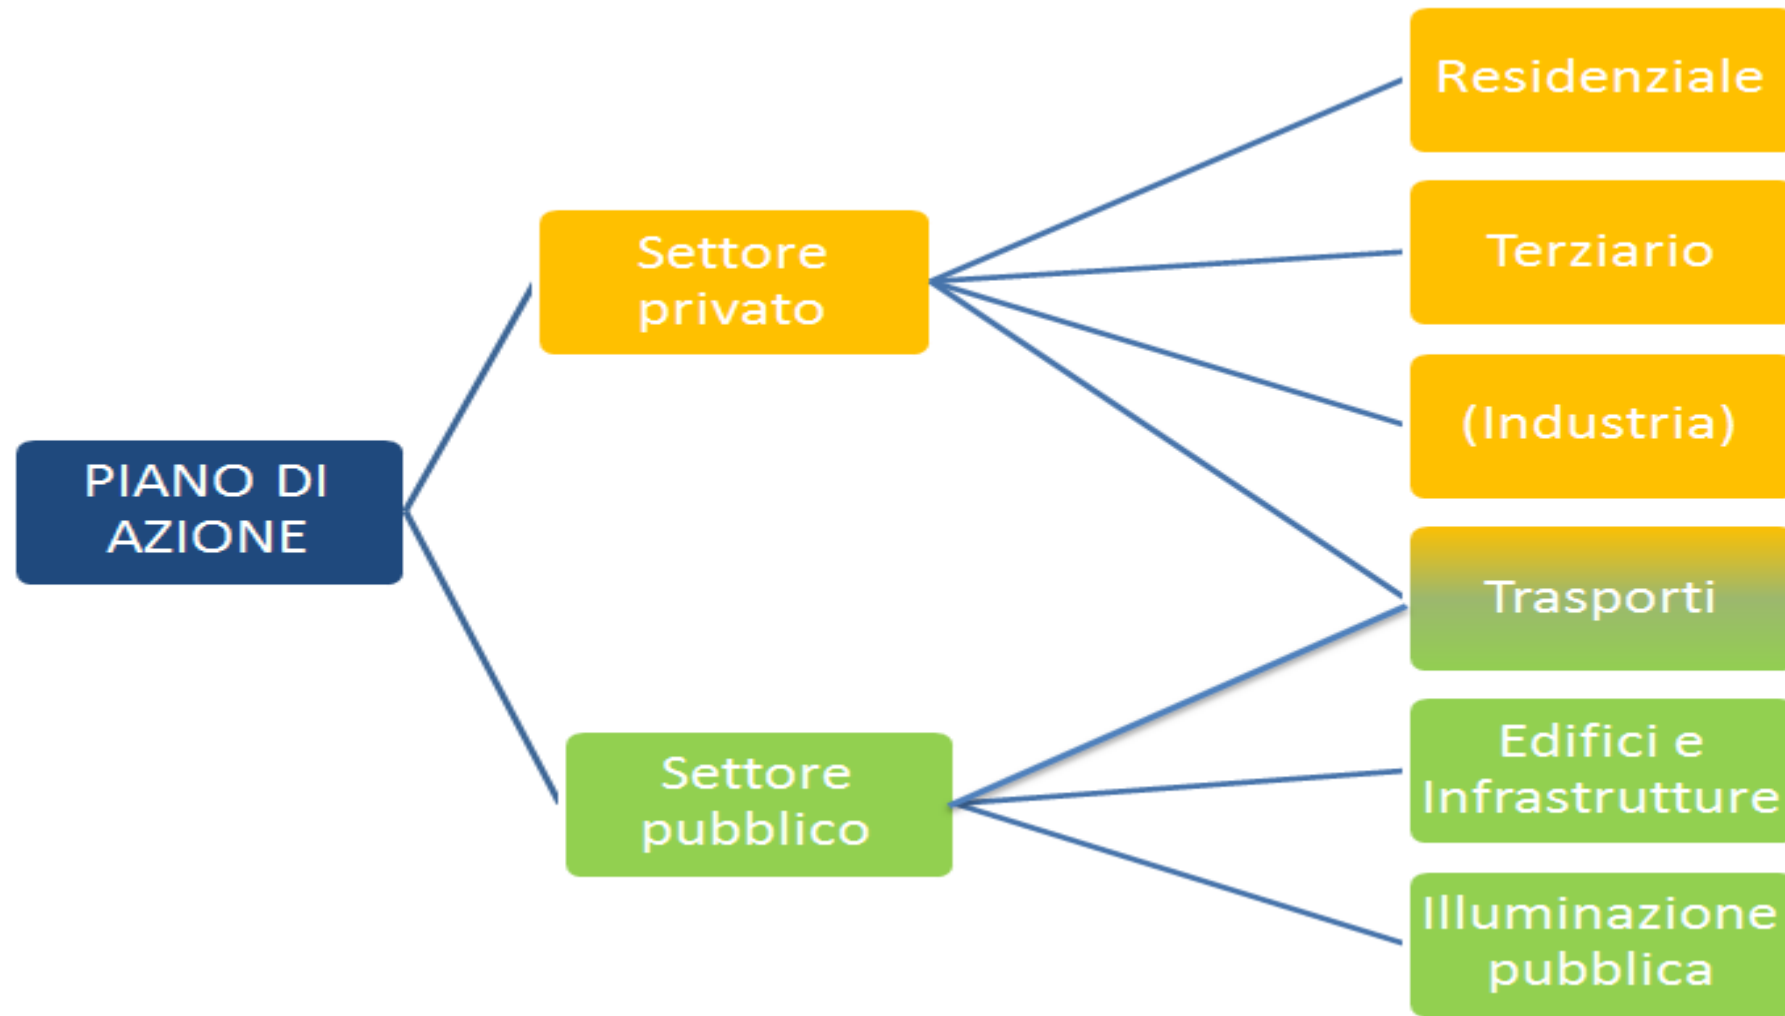 PIANO DI
AZIONE
Settore
privato
Settore
pubblico
Residenziale
Terziario
(Industria)
Trasporti
Edifici e
Infrastrutture
Illuminazione
pubblica